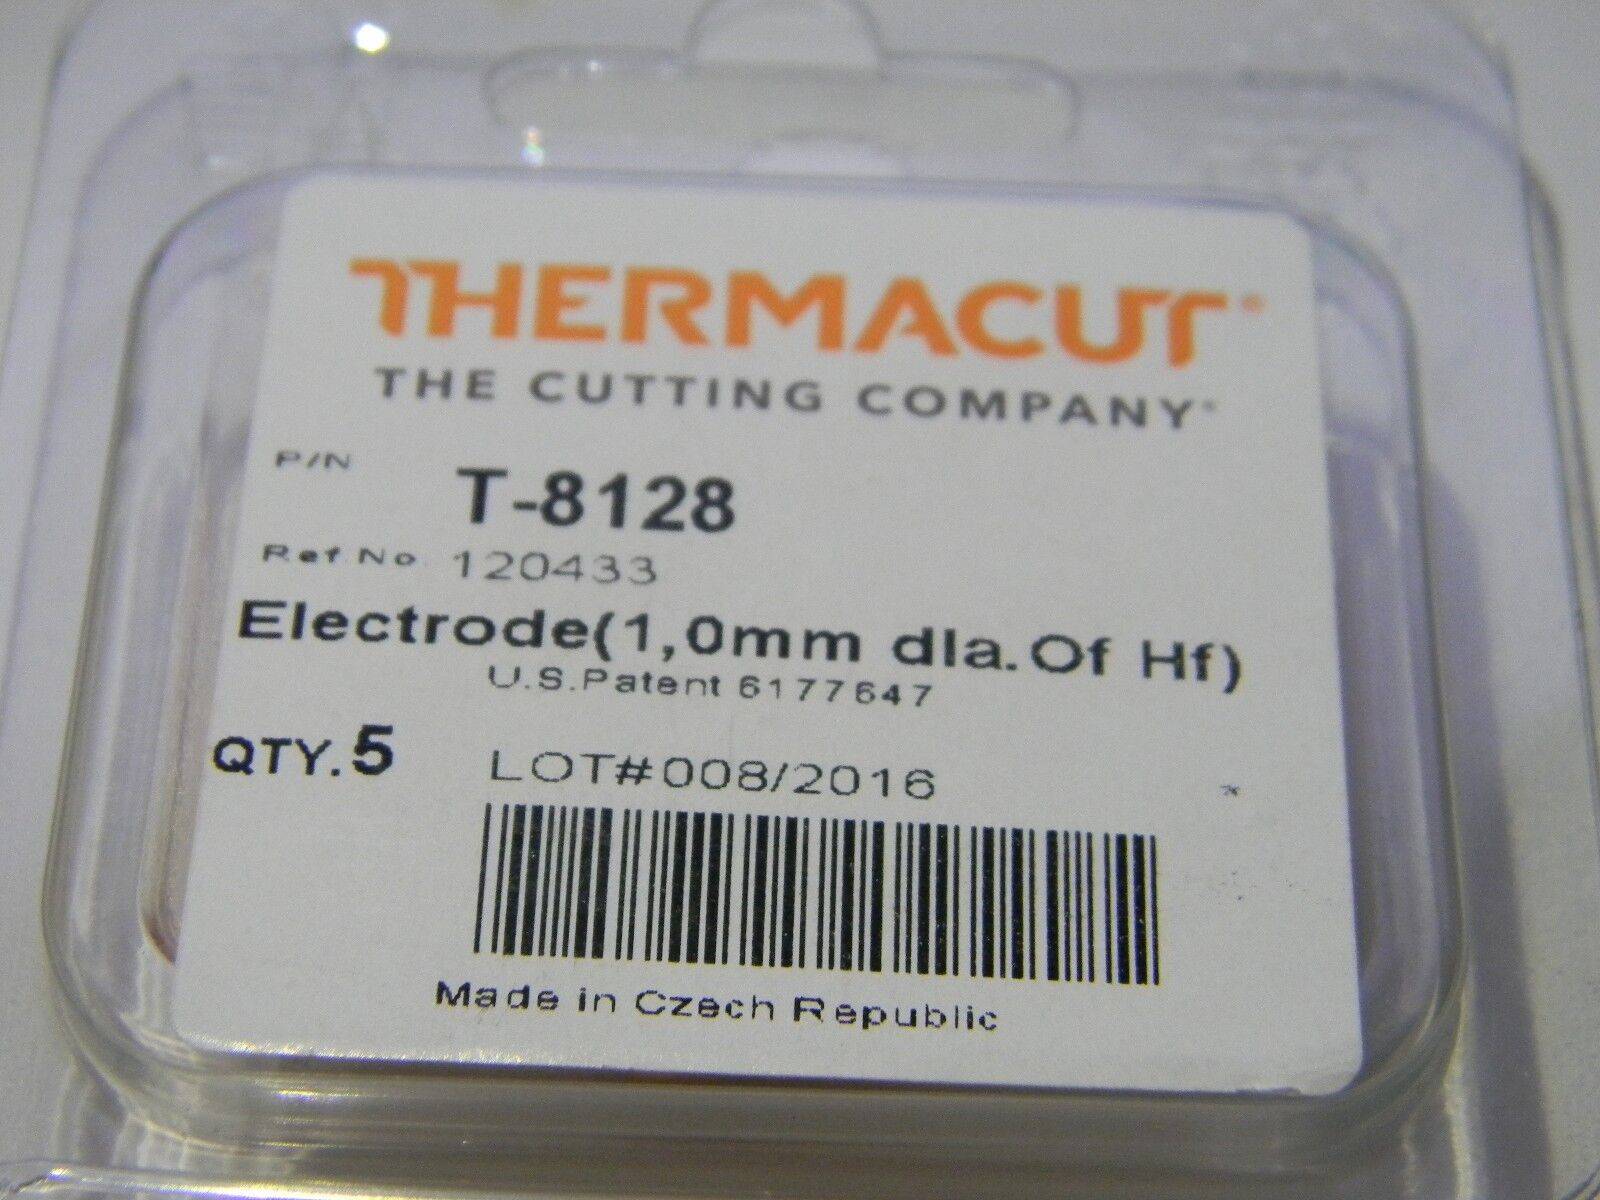 THERMACUT®
THE CUTTING COMPANY®
P/N T-8128
Ref No. 120433
Electrode(1,0mm dIa.Of Hf)
U.S.Patent 6177647
QTY.5 LOT#008/2016
Made in Czech Republic